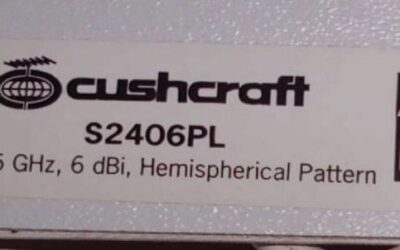 cushcraft
S2406PL
5 GHz, 6 dBi, Hemispherical Pattern